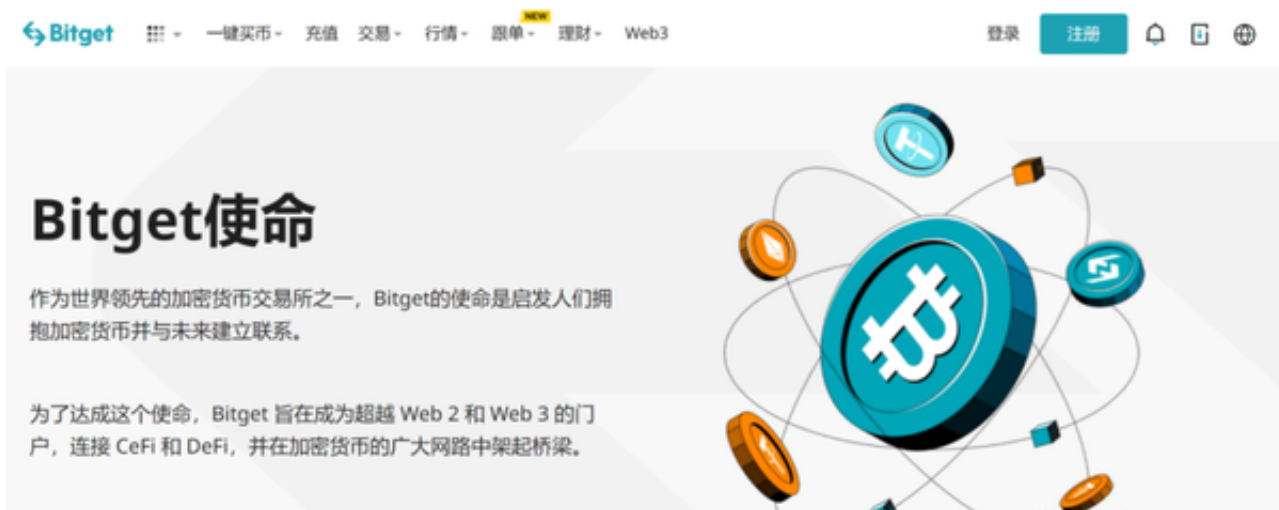 Bitget 一键买币 充值 交易 行情 跟单 NEW 理财 Web3 登录 注册
Bitget使命
作为世界领先的加密货币交易所之一，Bitget的使命是启发人们拥
抱加密货币并与未来建立联系。
为了达成这个使命，Bitget 旨在成为超越 Web 2 和 Web 3 的门
户，连接 CeFi 和 DeFi，并在加密货币的广大网路中架起桥梁。